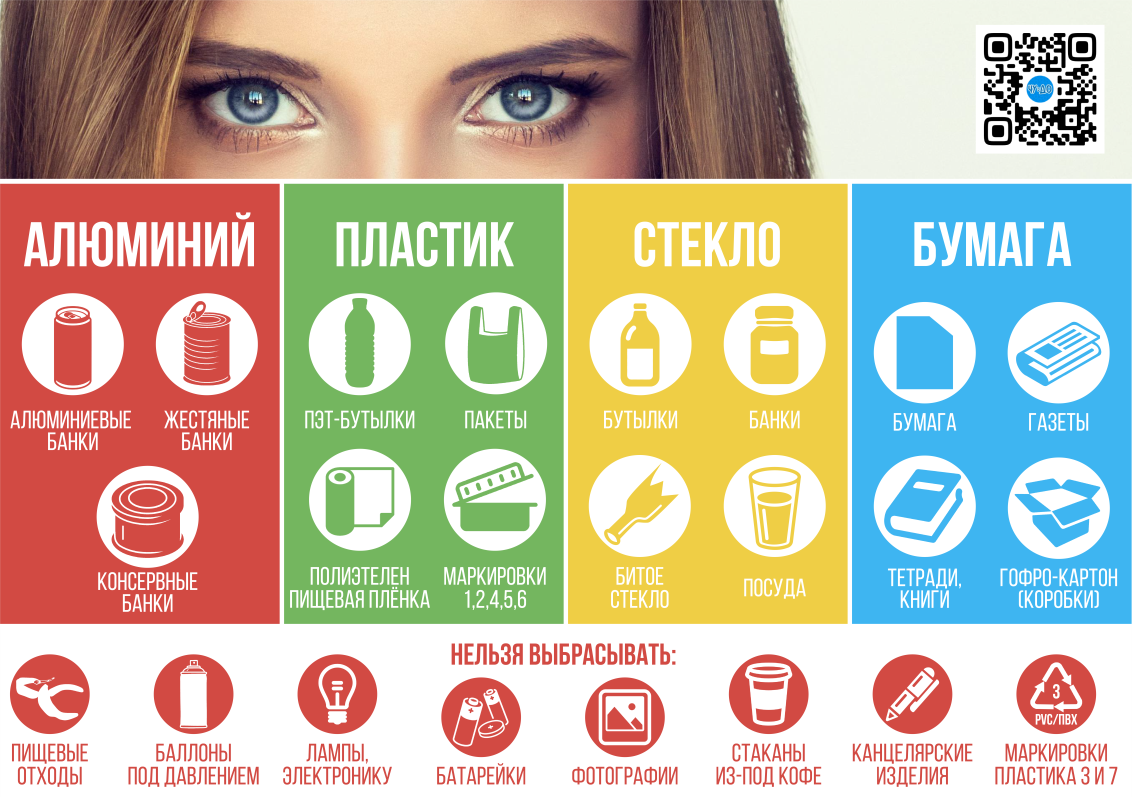 ЧУ-ДО
АЛЮМИНИЙ
АЛЮМИНИЕВЫЕ
БАНКИ
ЖЕСТЯНЫЕ
БАНКИ
КОНСЕРВНЫЕ
БАНКИ
ПЛАСТИК
ПЭТ-БУТЫЛКИ
ПАКЕТЫ
ПОЛИЭТЕЛЕН
ПИЩЕВАЯ ПЛЁНКА
МАРКИРОВКИ
1,2,4,5,6
СТЕКЛО
БУТЫЛКИ
БАНКИ
БИТОЕ
СТЕКЛО
ПОСУДА
БУМАГА
БУМАГА
ГАЗЕТЫ
ТЕТРАДИ,
КНИГИ
ГОФРО-КАРТОН
(КОРОБКИ)
НЕЛЬЗЯ ВЫБРАСЫВАТЬ:
ПИЩЕВЫЕ
ОТХОДЫ
БАЛЛОНЫ
ПОД ДАВЛЕНИЕМ
ЛАМПЫ,
ЭЛЕКТРОНИКУ
БАТАРЕЙКИ
ФОТОГРАФИИ
СТАКАНЫ
ИЗ-ПОД КОФЕ
КАНЦЕЛЯРСКИЕ
ИЗДЕЛИЯ
3
PVC/ПВХ
МАРКИРОВКИ
ПЛАСТИКА 3 И 7